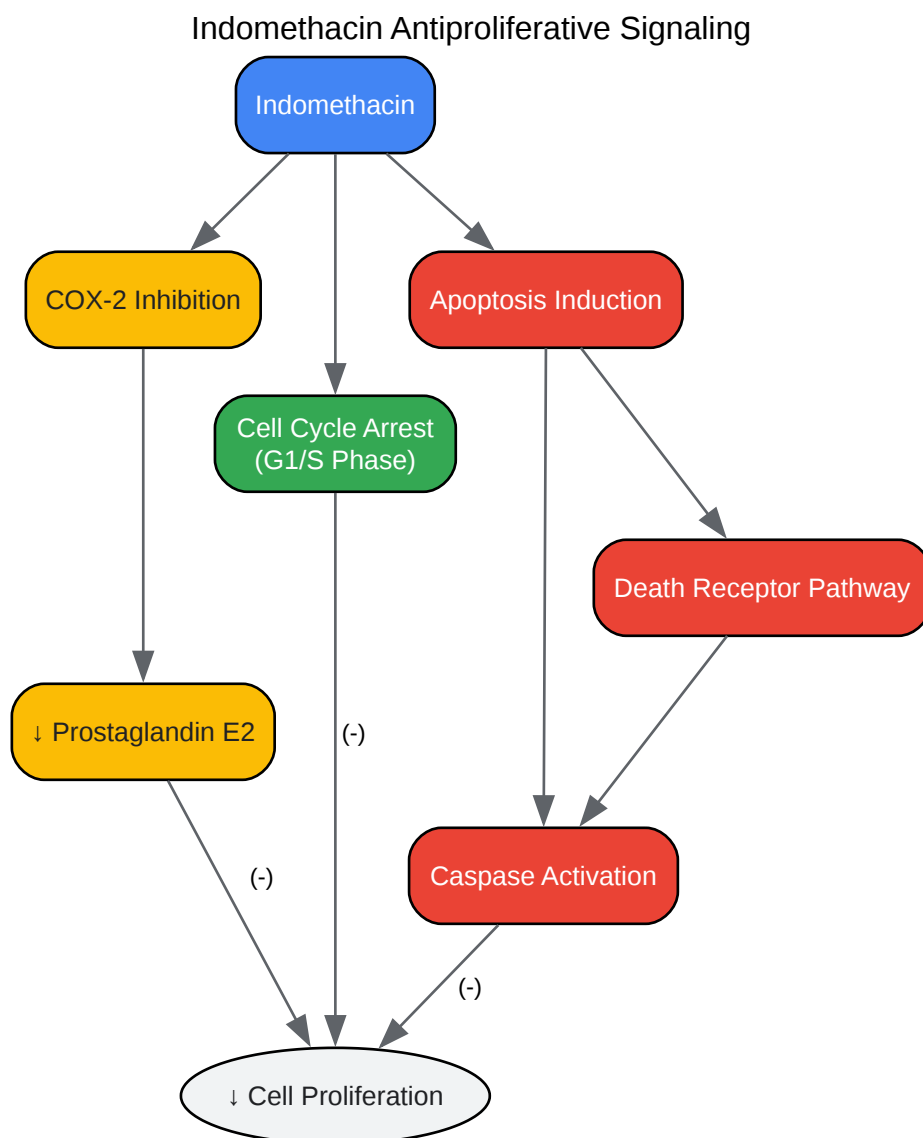 Indomethacin Antiproliferative Signaling
Indomethacin
COX-2 Inhibition
Apoptosis Induction
Cell Cycle Arrest
(G1/S Phase)
Death Receptor Pathway
↓ Prostaglandin E2
(-)
Caspase Activation
(-)
(-)
↓ Cell Proliferation